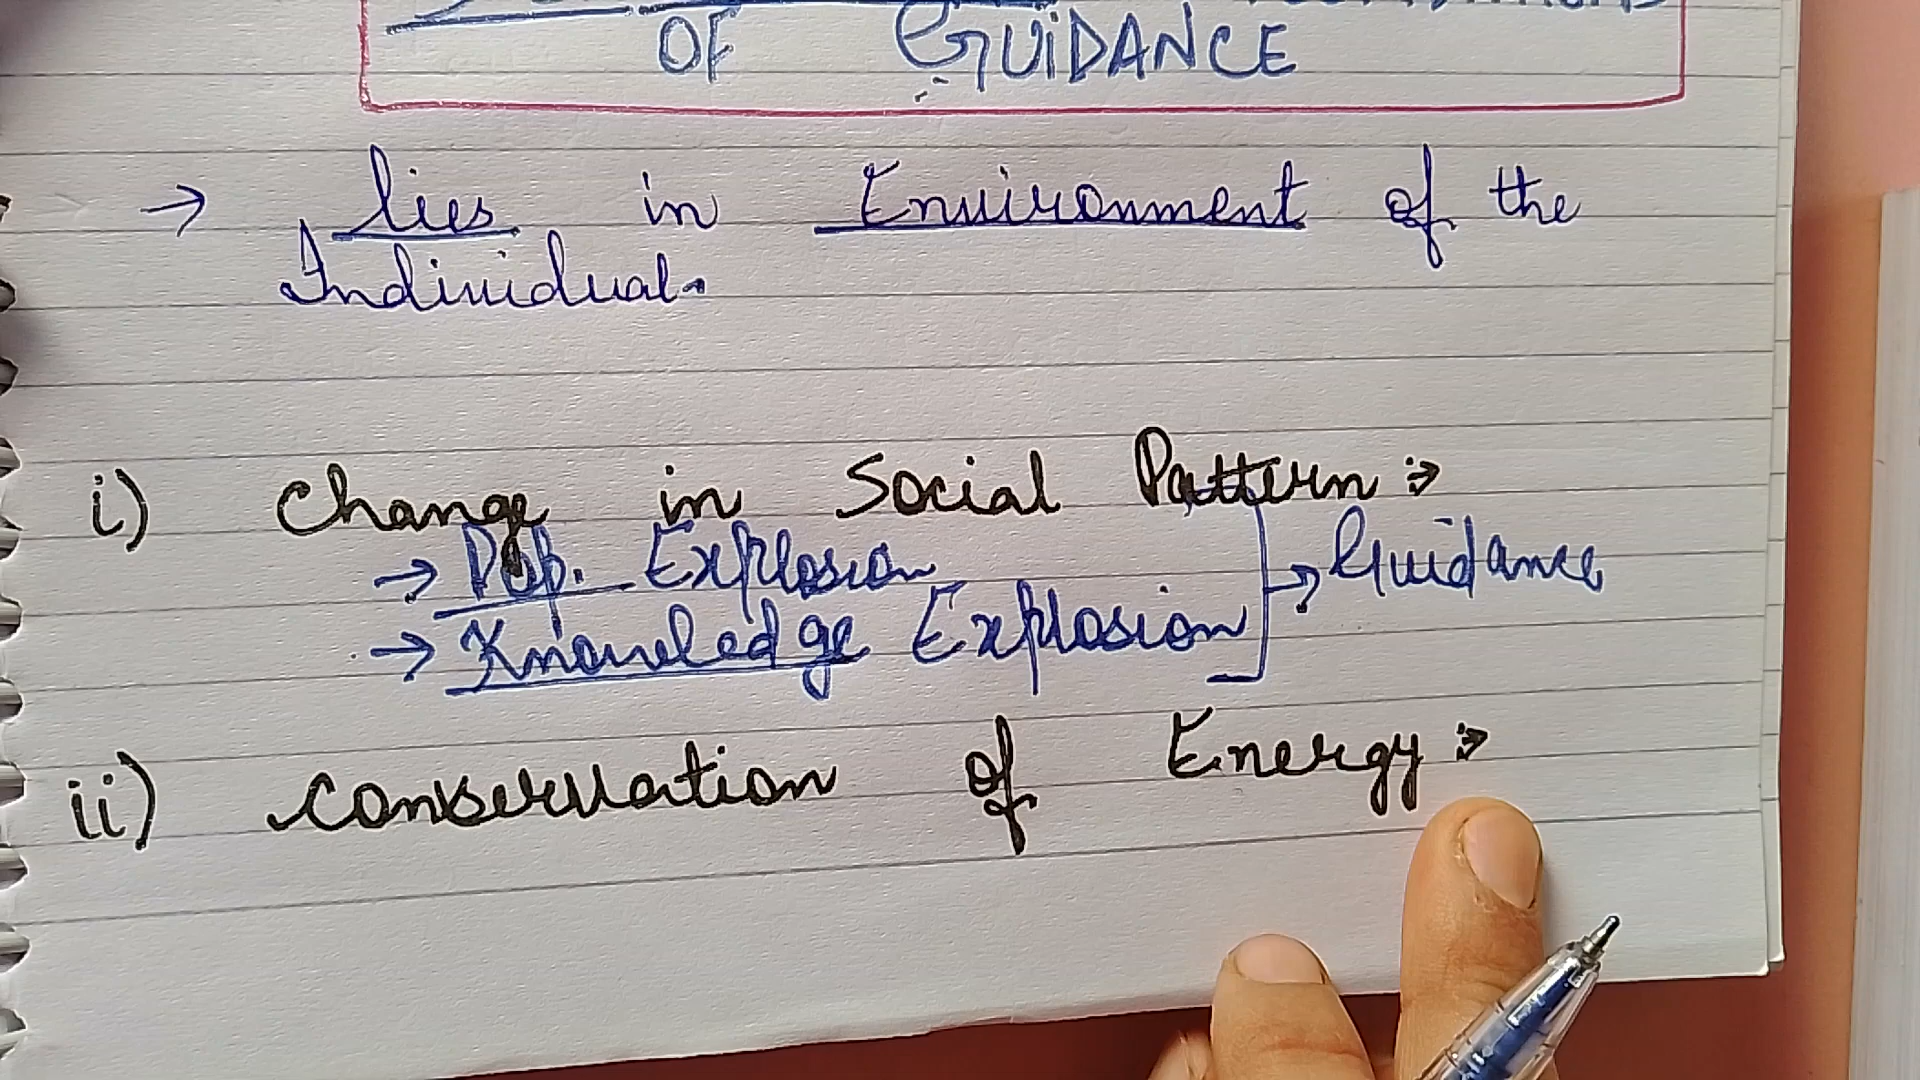 OF GUIDANCE
→ lies in Environment of the
Individual.
i) Change in Social Pattern :→
→ Pop. Explosion
→ Knowledge Explosion → Guidance
ii) conservation of Energy :→